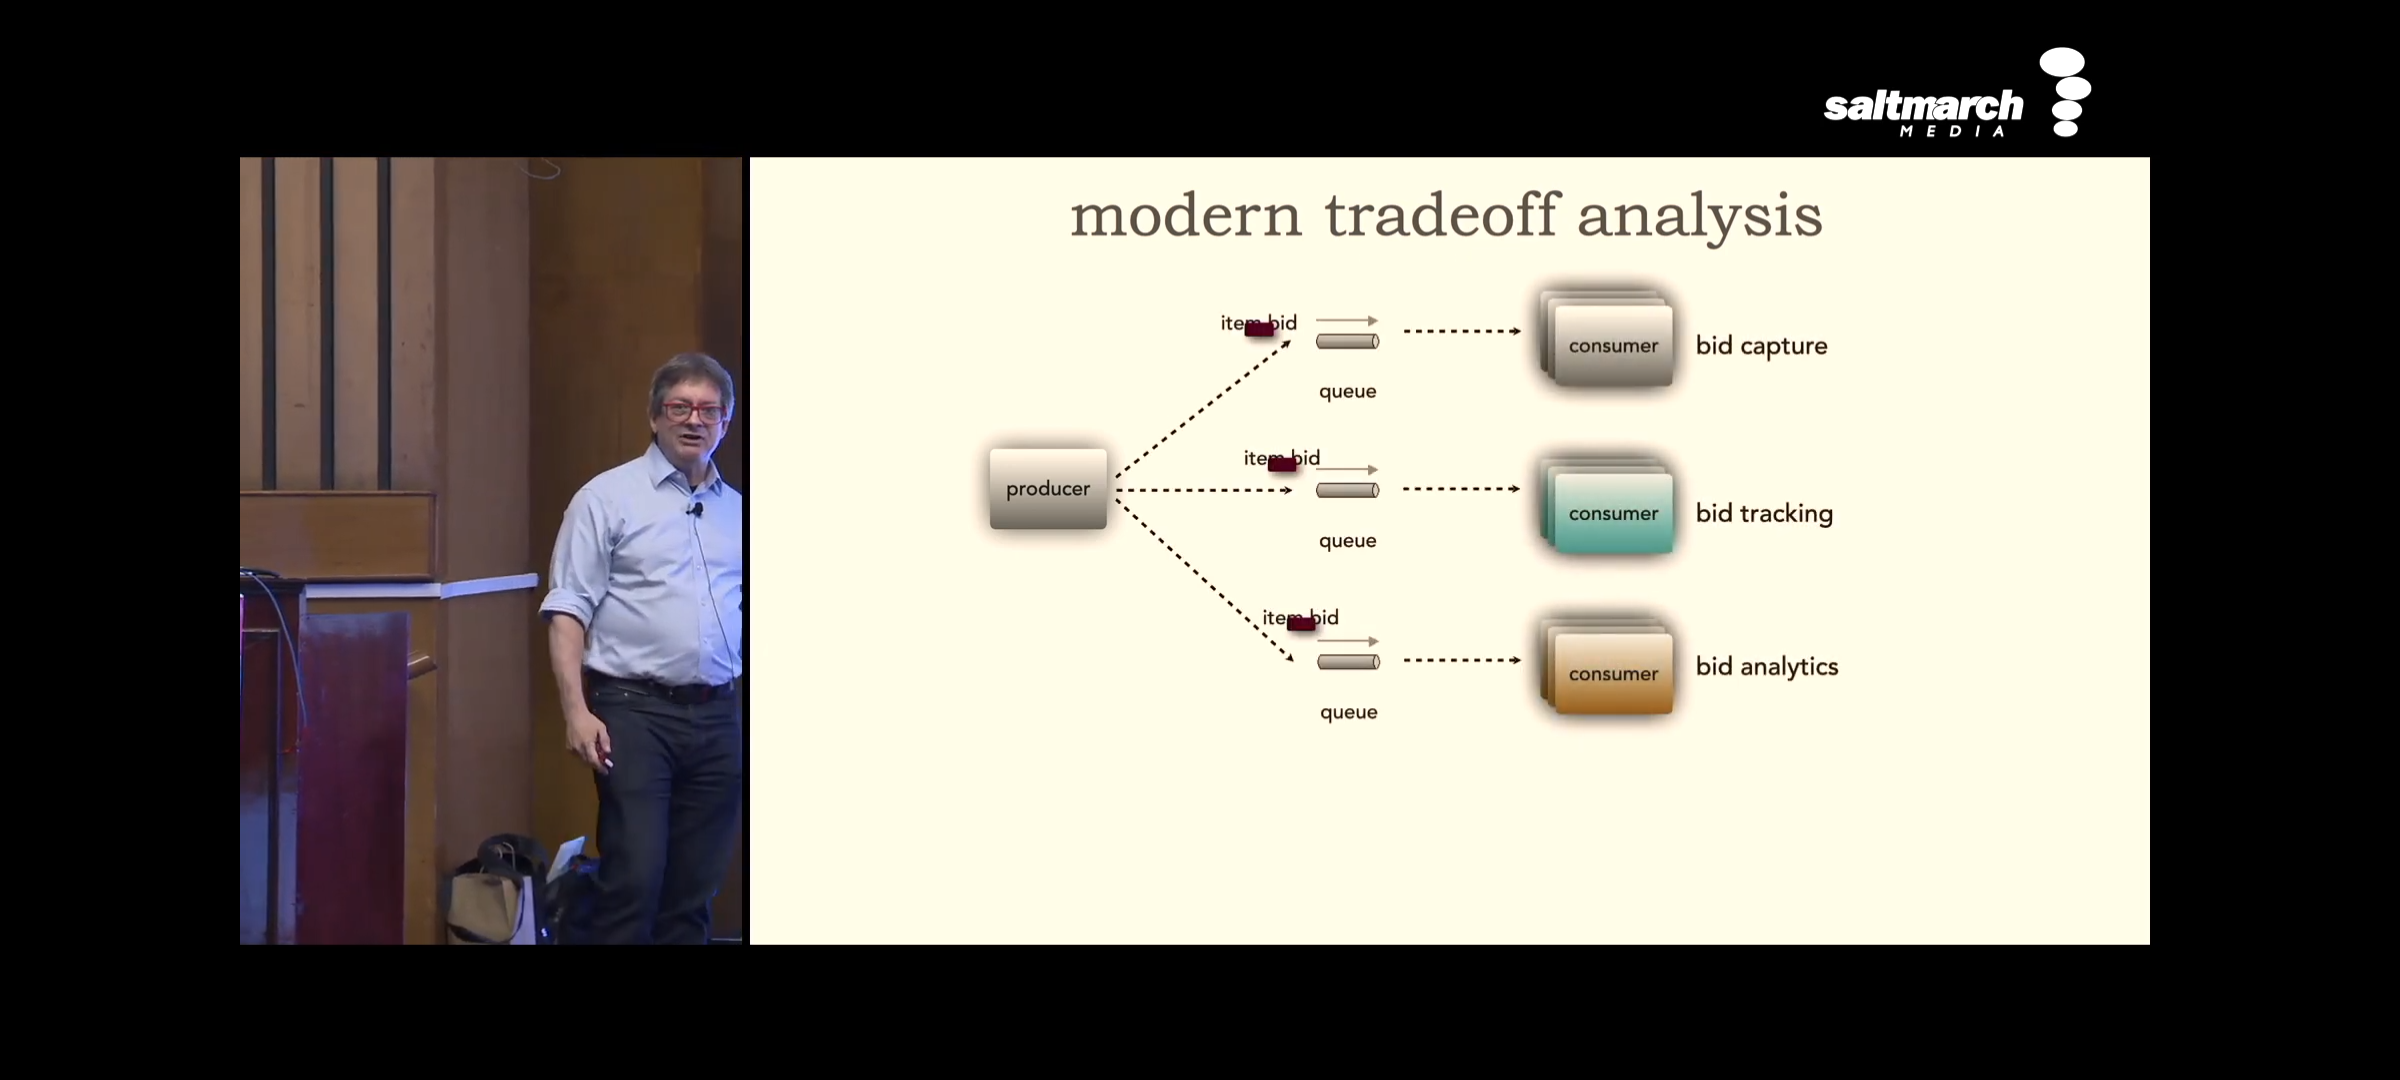 saltmarch
MEDIA
modern tradeoff analysis
item bid
queue
consumer
bid capture
producer
item bid
queue
consumer
bid tracking
item bid
queue
consumer
bid analytics